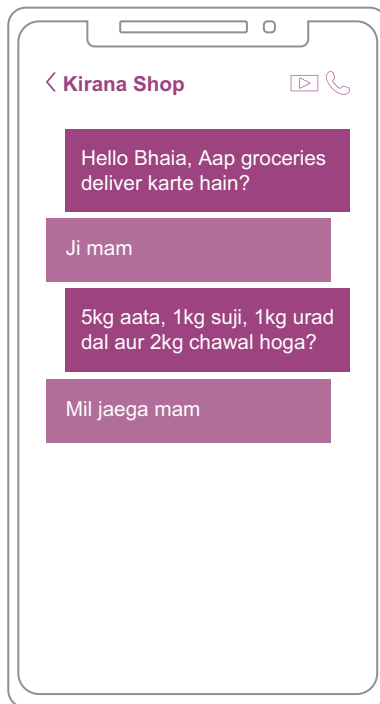 Kirana Shop
Hello Bhaia, Aap groceries
deliver karte hain?
Ji mam
5kg aata, 1kg suji, 1kg urad
dal aur 2kg chawal hoga?
Mil jaega mam